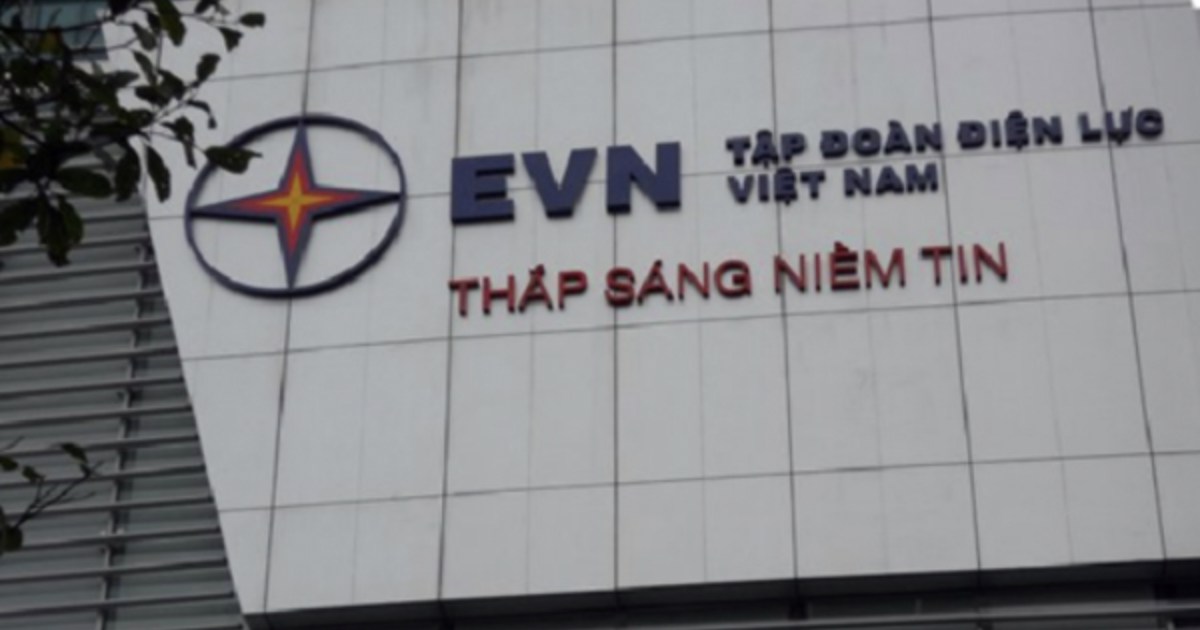 EVN
TẬP ĐOÀN ĐIỆN LỰC
VIỆT NAM
THẮP SÁNG NIỀM TIN